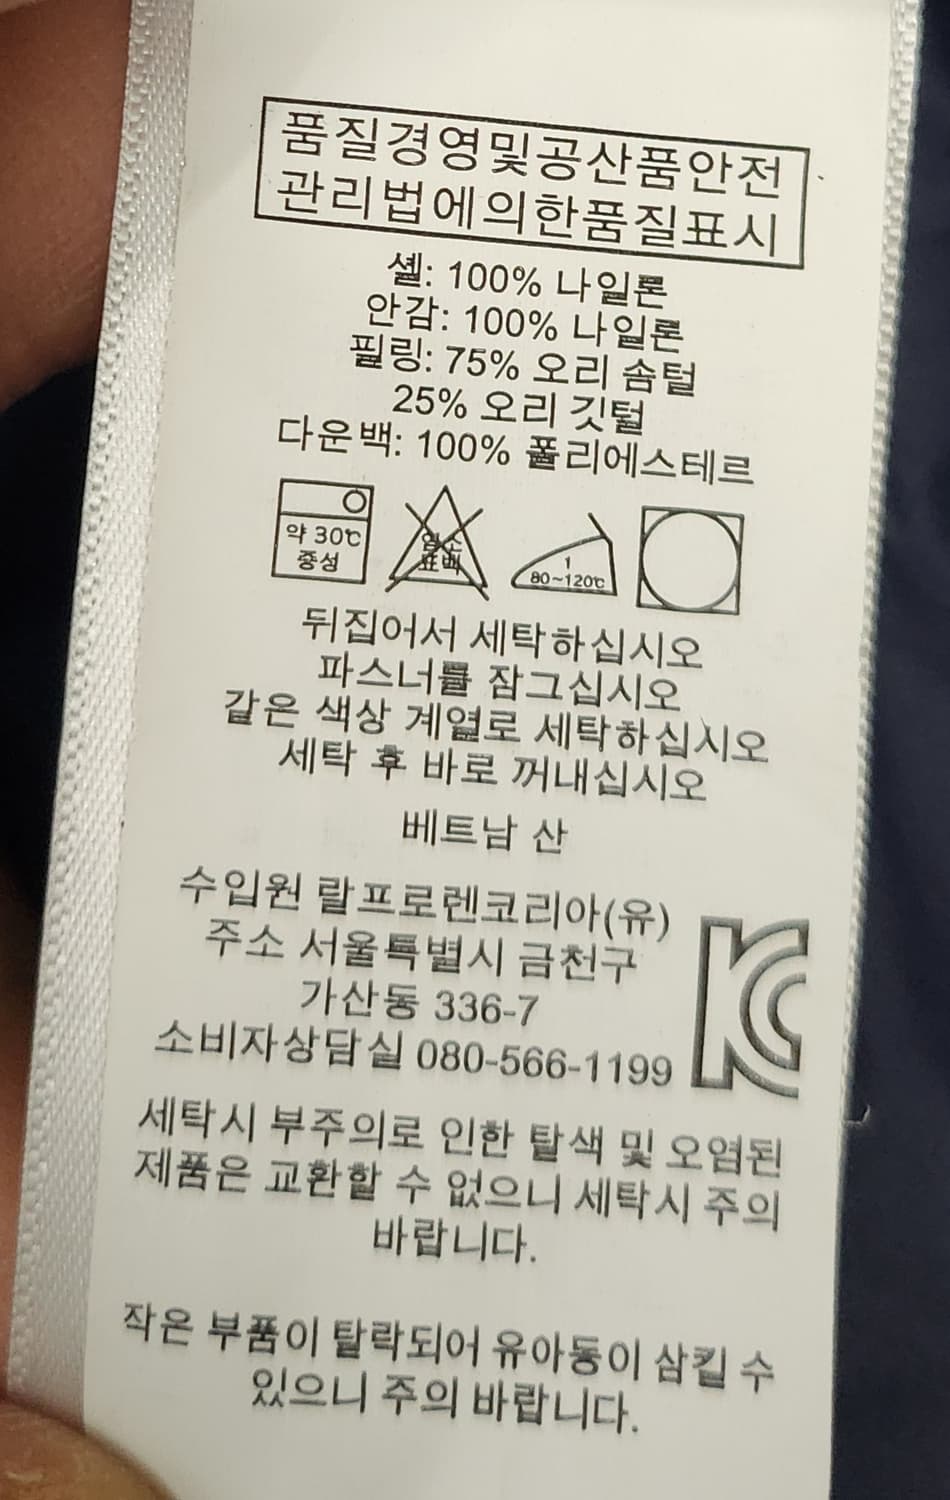 품질경영및공산품안전
관리법에의한품질표시
셸: 100% 나일론
안감: 100% 나일론
필링: 75% 오리 솜털
25% 오리 깃털
다운백: 100% 폴리에스테르
약 30℃
중성
염소
표백
1
80~120℃
뒤집어서 세탁하십시오
파스너를 잠그십시오
같은 색상 계열로 세탁하십시오
세탁 후 바로 꺼내십시오
베트남 산
수입원 랄프로렌코리아(유)
주소 서울특별시 금천구
가산동 336-7
소비자상담실 080-566-1199
KC
세탁시 부주의로 인한 탈색 및 오염된
제품은 교환할 수 없으니 세탁시 주의
바랍니다.
작은 부품이 탈락되어 유아동이 삼킬 수
있으니 주의 바랍니다.